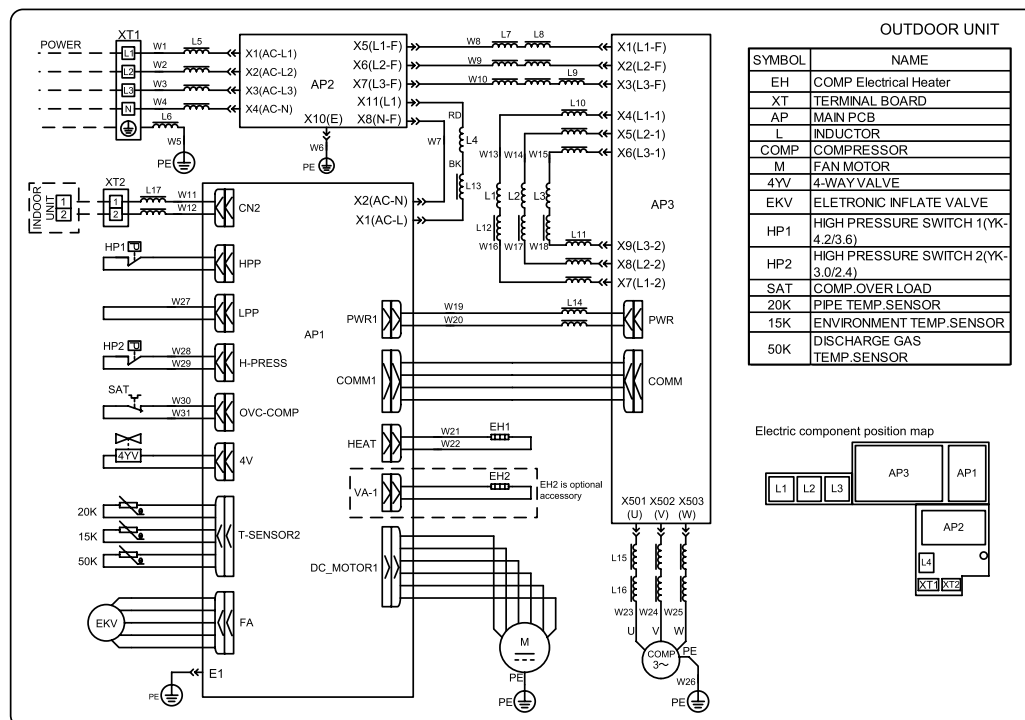 OUTDOOR UNIT
POWER
XT1
L1
L2
L3
N
W1
W2
W3
W4
L5
L6
W5
PE
X1(AC-L1)
X2(AC-L2)
X3(AC-L3)
X4(AC-N)
AP2
X5(L1-F)
X6(L2-F)
X7(L3-F)
X11(L1)
X10(E)
X8(N-F)
W6
PE
W7
W8
W9
W10
L7
L8
L9
RD
L4
BK
L13
X1(L1-F)
X2(L2-F)
X3(L3-F)
L10
X4(L1-1)
X5(L2-1)
X6(L3-1)
W13
W14
W15
L1
L2
L3
L12
W16
W17
W18
L11
X9(L3-2)
X8(L2-2)
X7(L1-2)
AP3
INDOOR
UNIT
1
2
XT2
1
2
L17
W11
W12
CN2
X2(AC-N)
X1(AC-L)
HP1
P
HPP
W27
LPP
AP1
PWR1
W19
W20
L14
PWR
HP2
P
W28
W29
H-PRESS
COMM1
COMM
SAT
W30
W31
OVC-COMP
HEAT
W21
W22
EH1
4YV
4V
VA-1
EH2
EH2 is optional
accessory
20K
15K
50K
T-SENSOR2
DC_MOTOR1
X501
(U)
X502
(V)
X503
(W)
L15
L16
W23
W24
W25
U
V
W
COMP
3～
PE
W26
PE
EKV
FA
E1
PE
M
PE
PE
SYMBOL NAME
EH COMP Electrical Heater
XT TERMINAL BOARD
AP MAIN PCB
L INDUCTOR
COMP COMPRESSOR
M FAN MOTOR
4YV 4-WAY VALVE
EKV ELETRONIC INFLATE VALVE
HP1 HIGH PRESSURE SWITCH 1(YK-
4.2/3.6)
HP2 HIGH PRESSURE SWITCH 2(YK-
3.0/2.4)
SAT COMP.OVER LOAD
20K PIPE TEMP.SENSOR
15K ENVIRONMENT TEMP.SENSOR
50K DISCHARGE GAS
TEMP.SENSOR
Electric component position map
L1
L2
L3
AP3
AP1
AP2
L4
XT1
XT2